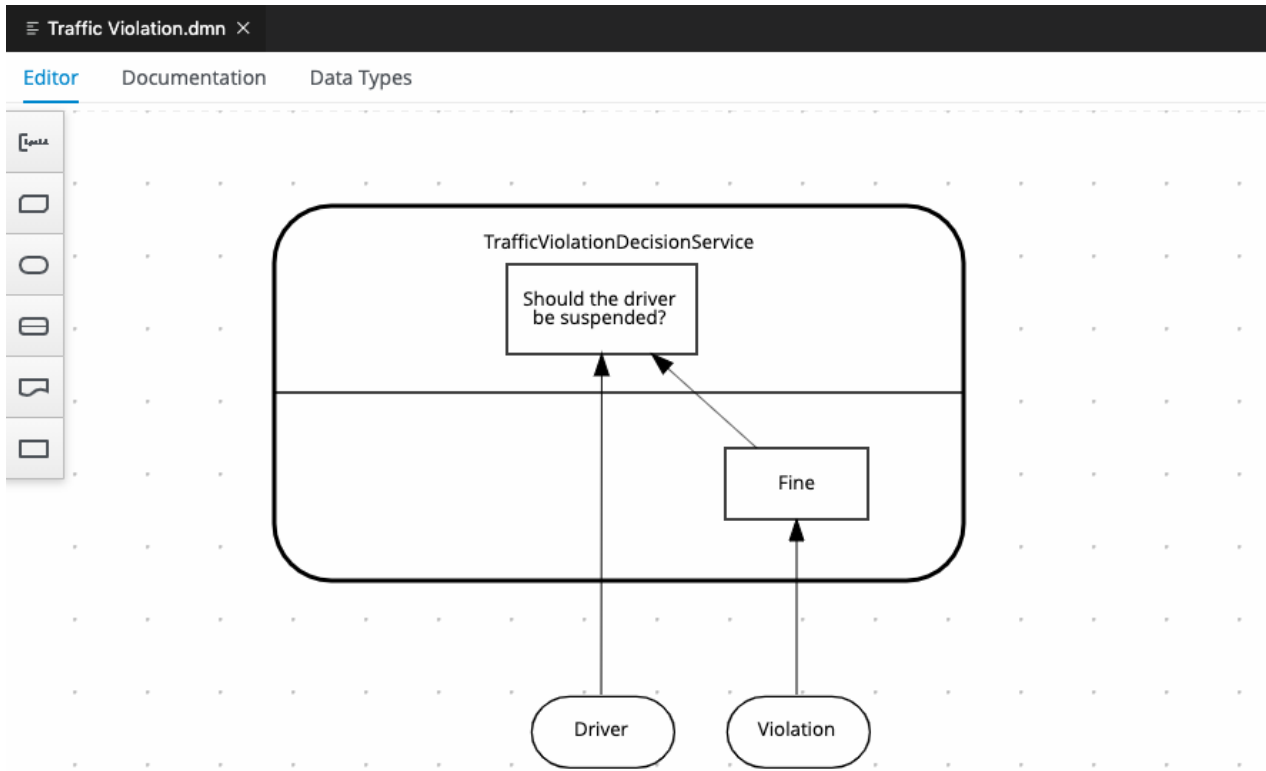 Traffic Violation.dmn
Editor Documentation Data Types
TrafficViolationDecisionService
Should the driver
be suspended?
Fine
Driver Violation